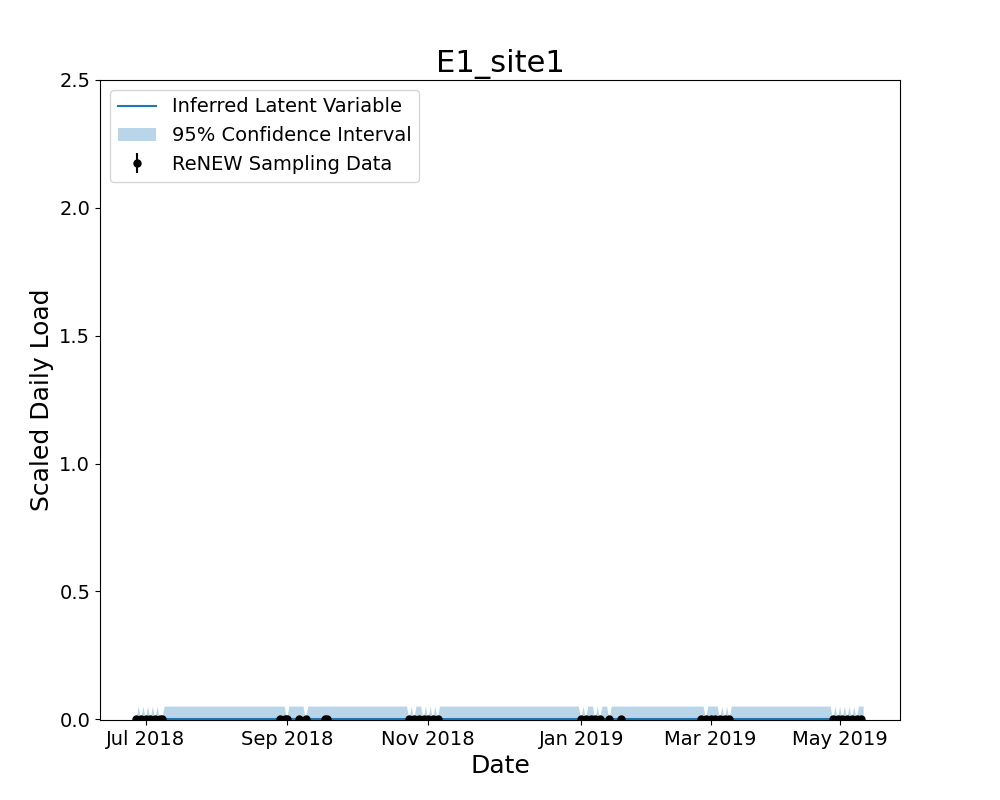 E1_site1
2.5
Inferred Latent Variable
95% Confidence Interval
ReNEW Sampling Data
2.0
1.5
1.0
0.5
0.0
Scaled Daily Load
Jul 2018 Sep 2018 Nov 2018 Jan 2019 Mar 2019 May 2019
Date